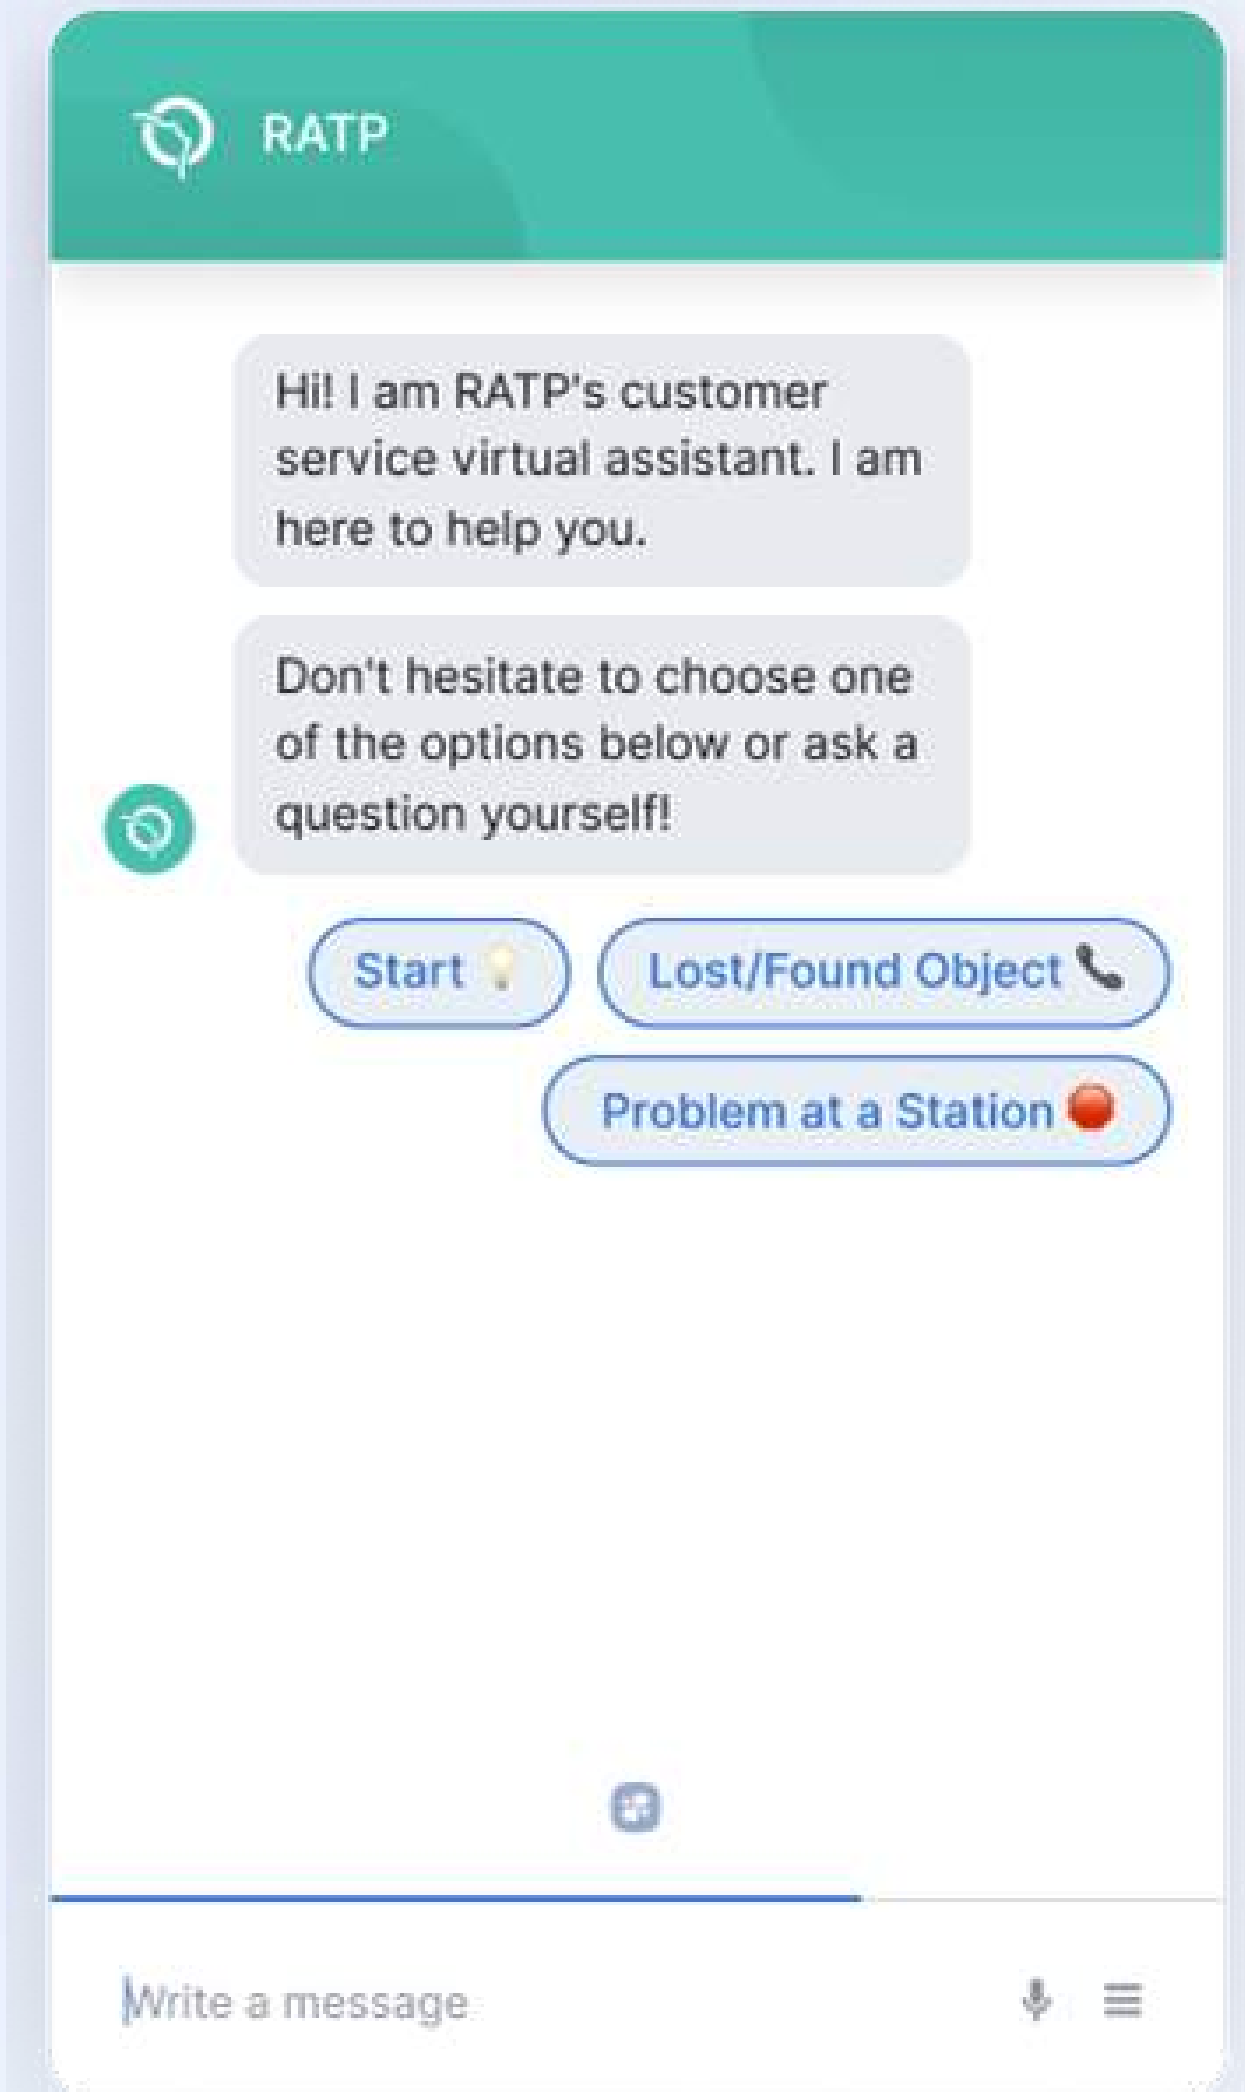 RATP
Hi! I am RATP's customer
service virtual assistant. I am
here to help you.
Don't hesitate to choose one
of the options below or ask a
question yourself!
Start 💡
Lost/Found Object 📞
Problem at a Station 🔴
Write a message